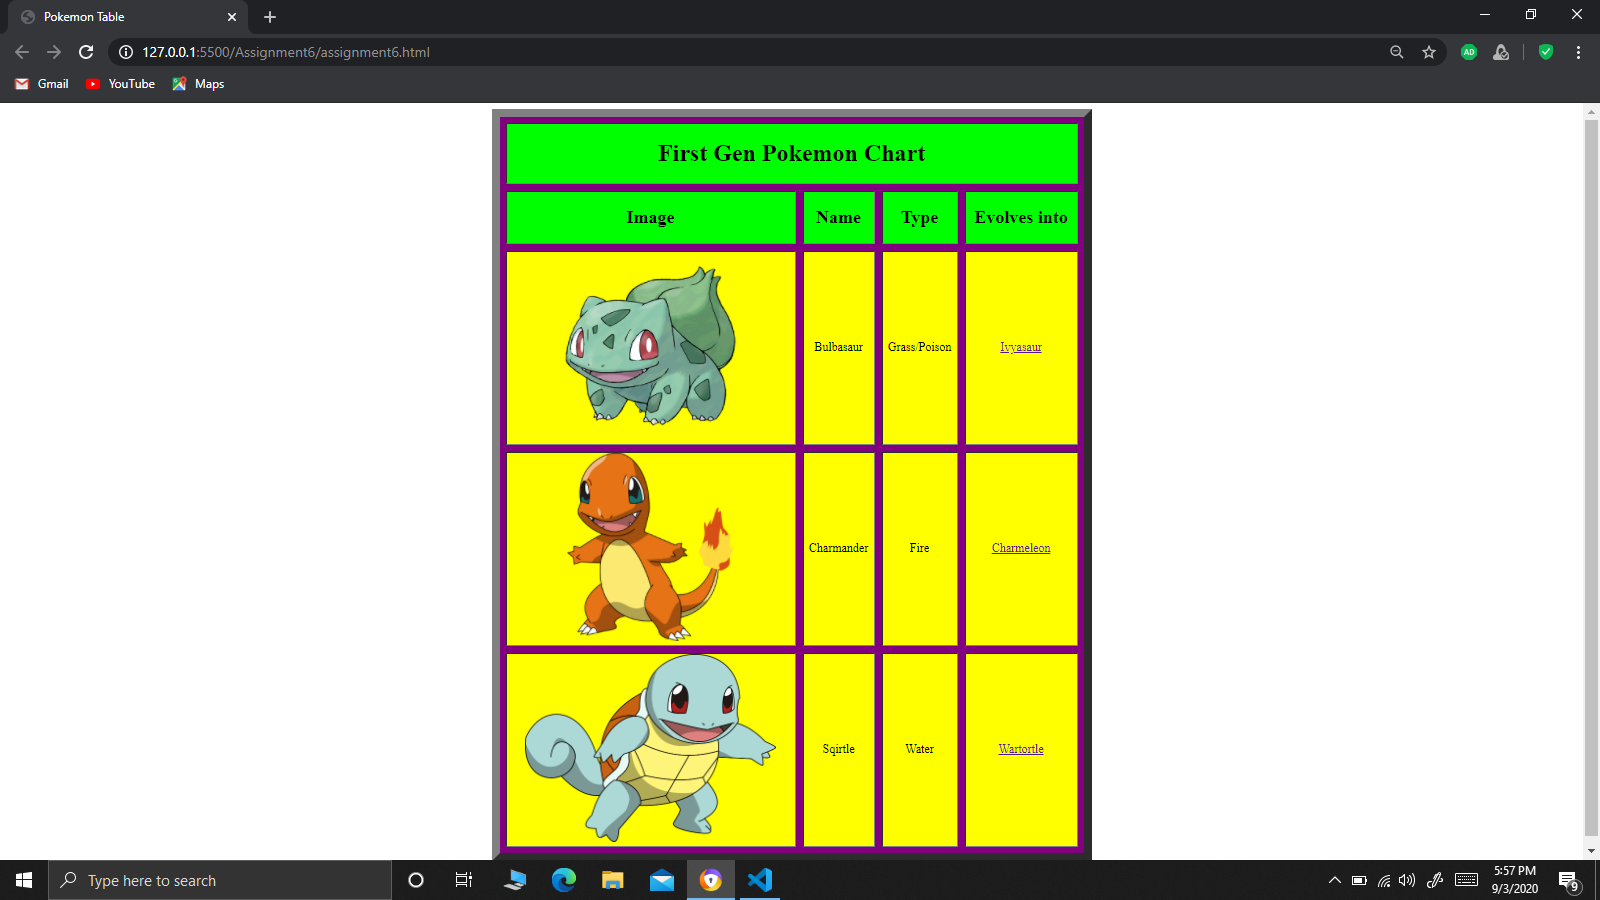 Pokemon Table
127.0.0.1:5500/Assignment6/assignment6.html
AD
Gmail YouTube Maps
First Gen Pokemon Chart
Image Name Type Evolves into
Bulbasaur Grass/Poison Ivyasaur
Charmander Fire Charmeleon
Sqirtle Water Wartortle
Type here to search
5:57 PM
9/3/2020
9